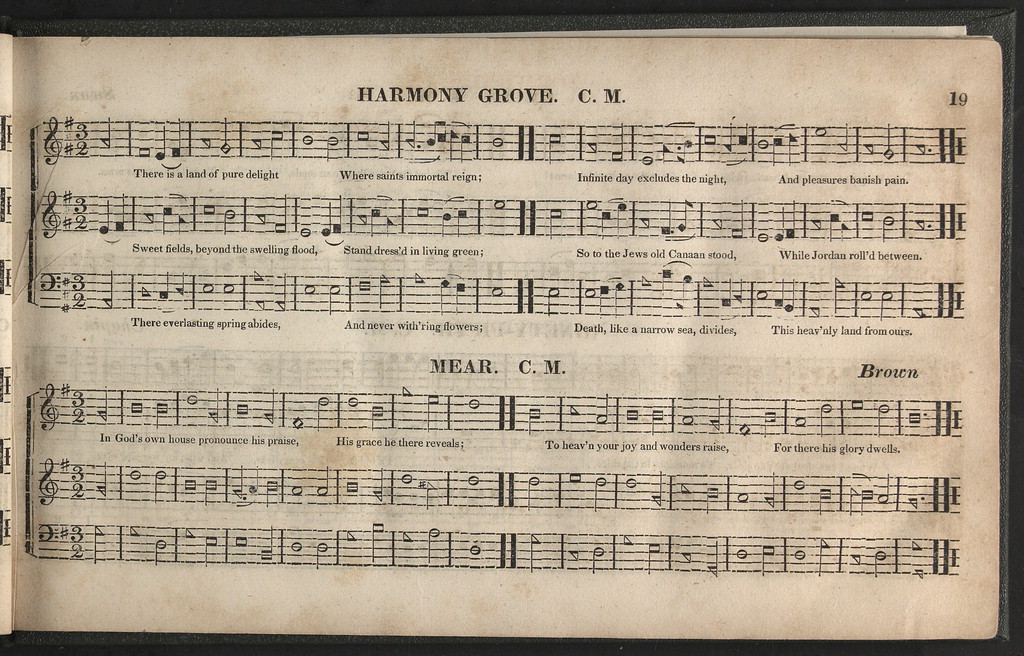 HARMONY GROVE. C. M.
19
There is a land of pure delight Where saints immortal reign; Infinite day excludes the night, And pleasures banish pain.
Sweet fields, beyond the swelling flood, Stand dress'd in living green; So to the Jews old Canaan stood, While Jordan roll'd between.
There everlasting spring abides, And never with'ring flowers; Death, like a narrow sea, divides, This heav'nly land from ours.
MEAR. C. M.
Brown
In God's own house pronounce his praise, His grace he there reveals; To heav'n your joy and wonders raise, For there his glory dwells.